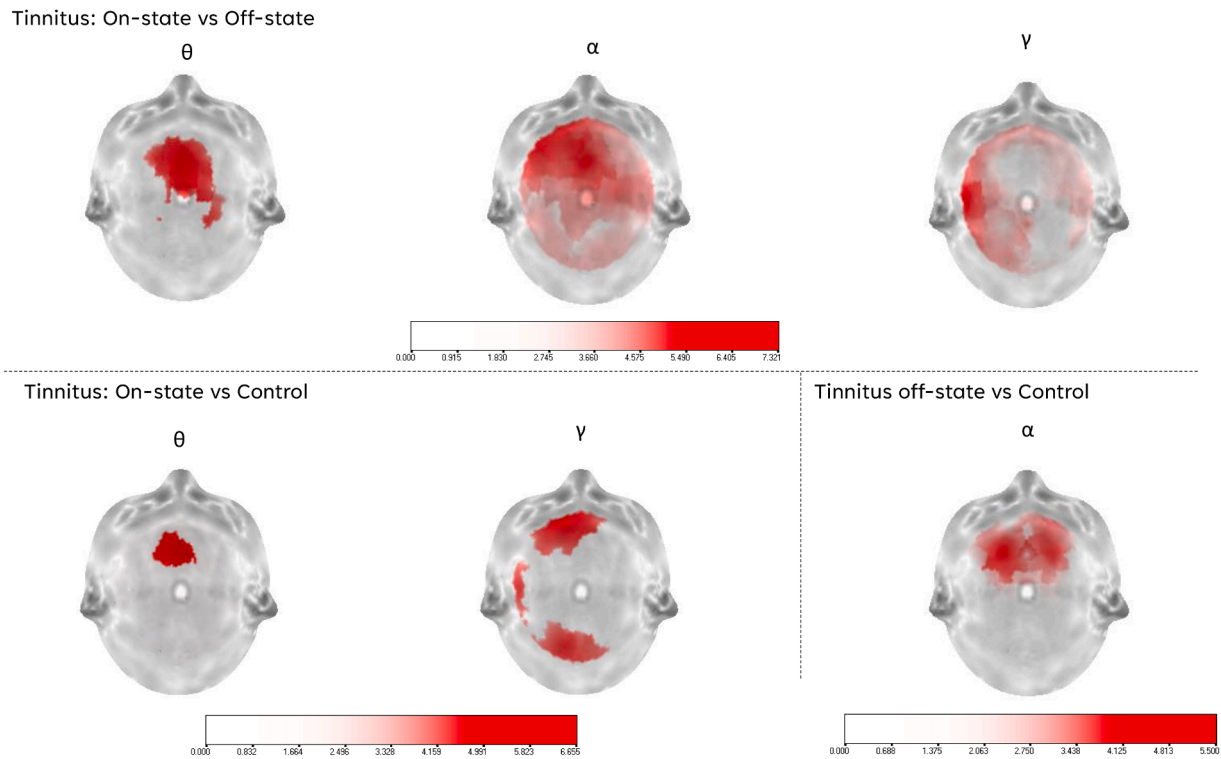 Tinnitus: On-state vs Off-state
θ α γ
0.000 0.915 1.830 2.745 3.660 4.575 5.490 6.405 7.321
Tinnitus: On-state vs Control
θ γ
0.000 0.832 1.664 2.496 3.328 4.159 4.991 5.823 6.655
Tinnitus off-state vs Control
α
0.000 0.688 1.375 2.063 2.750 3.438 4.125 4.813 5.500